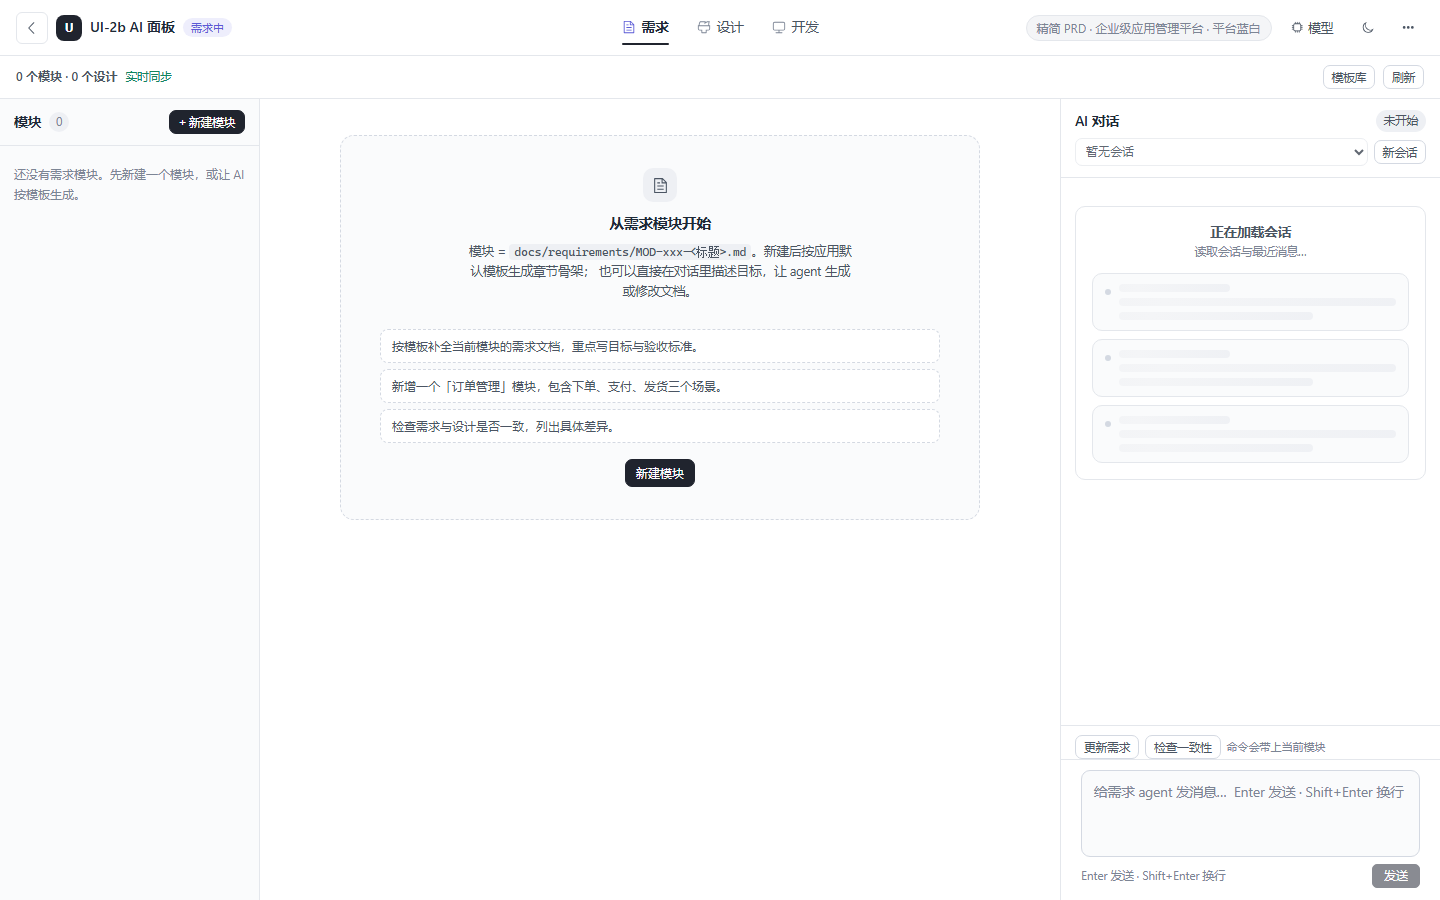 U UI-2b AI 面板 需求中
需求 设计 开发
精简 PRD · 企业级应用管理平台 · 平台蓝白 模型 ···
0 个模块 · 0 个设计 实时同步
模板库 刷新
模块 0 + 新建模块
还没有需求模块。先新建一个模块，或让 AI
按模板生成。
从需求模块开始
模块 = docs/requirements/MOD-xxx-<标题>.md 。新建后按应用默
认模板生成章节骨架； 也可以直接在对话里描述目标，让 agent 生成
或修改文档。
按模板补全当前模块的需求文档，重点写目标与验收标准。
新增一个「订单管理」模块，包含下单、支付、发货三个场景。
检查需求与设计是否一致，列出具体差异。
新建模块
AI 对话 未开始
暂无会话 新会话
正在加载会话
读取会话与最近消息...
更新需求 检查一致性 命令会带上当前模块
给需求 agent 发消息... Enter 发送 · Shift+Enter 换行
Enter 发送 · Shift+Enter 换行 发送